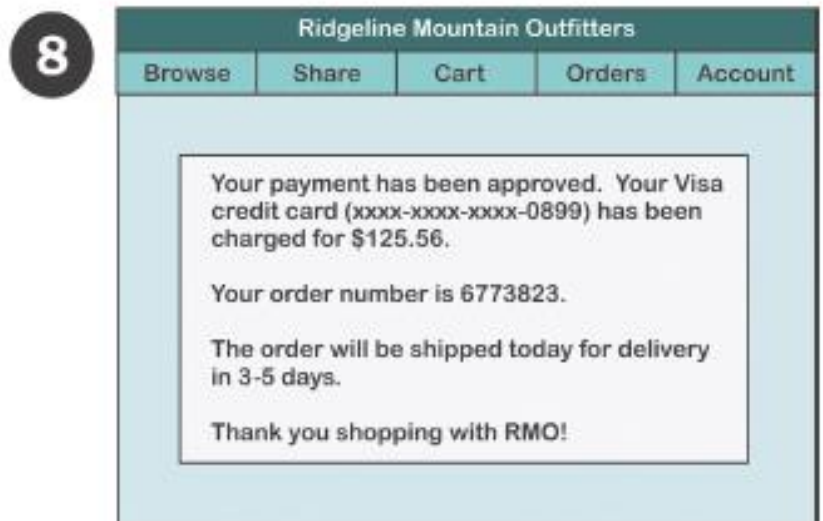 8
Ridgeline Mountain Outfitters
Browse Share Cart Orders Account
Your payment has been approved. Your Visa
credit card (xxxx-xxxx-xxxx-0899) has been
charged for $125.56.
Your order number is 6773823.
The order will be shipped today for delivery
in 3-5 days.
Thank you shopping with RMO!